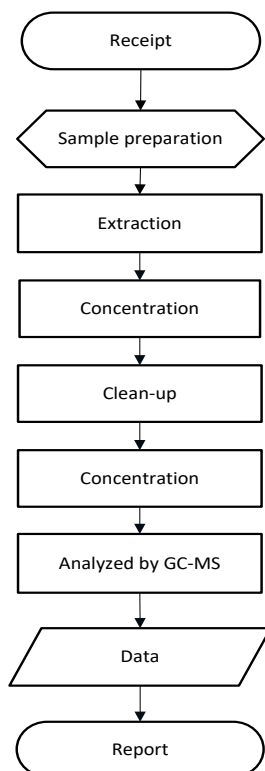 Receipt
Sample preparation
Extraction
Concentration
Clean-up
Concentration
Analyzed by GC-MS
Data
Report